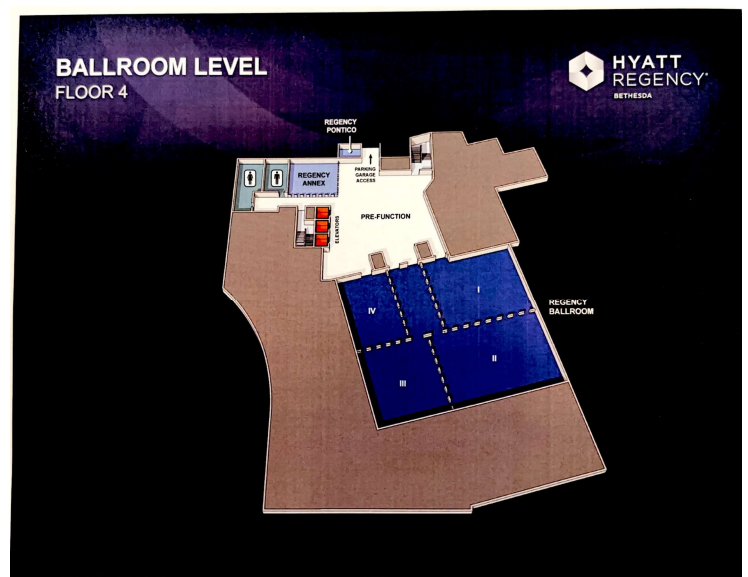 BALLROOM LEVEL
FLOOR 4
HYATT
REGENCY®
BETHESDA
REGENCY
PONTICO
REGENCY
ANNEX
PARKING
GARAGE
ACCESS
PRE-FUNCTION
ELEVATORS
I
IV
REGENCY
BALLROOM
II
III